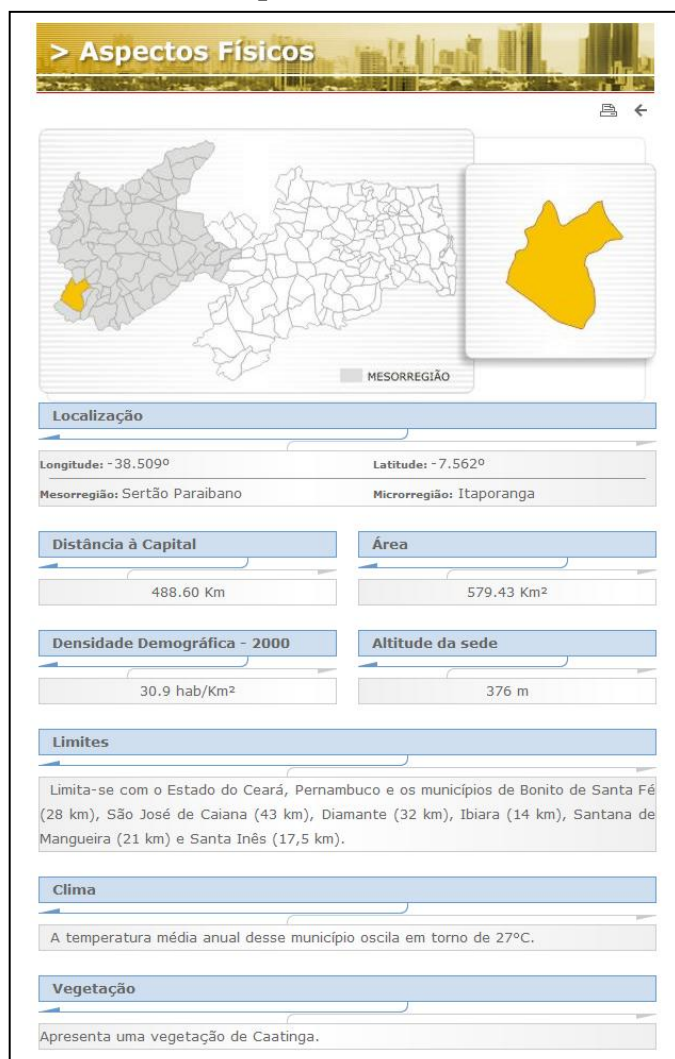 > Aspectos Físicos
MESORREGIÃO
Localização
Longitude: -38.509º Latitude: -7.562º
Mesorregião: Sertão Paraibano Microrregião: Itaporanga
Distância à Capital Área
488.60 Km 579.43 Km²
Densidade Demográfica - 2000 Altitude da sede
30.9 hab/Km² 376 m
Limites
Limita-se com o Estado do Ceará, Pernambuco e os municípios de Bonito de Santa Fé
(28 km), São José de Caiana (43 km), Diamante (32 km), Ibiara (14 km), Santana de
Mangueira (21 km) e Santa Inês (17,5 km).
Clima
A temperatura média anual desse município oscila em torno de 27ºC.
Vegetação
Apresenta uma vegetação de Caatinga.